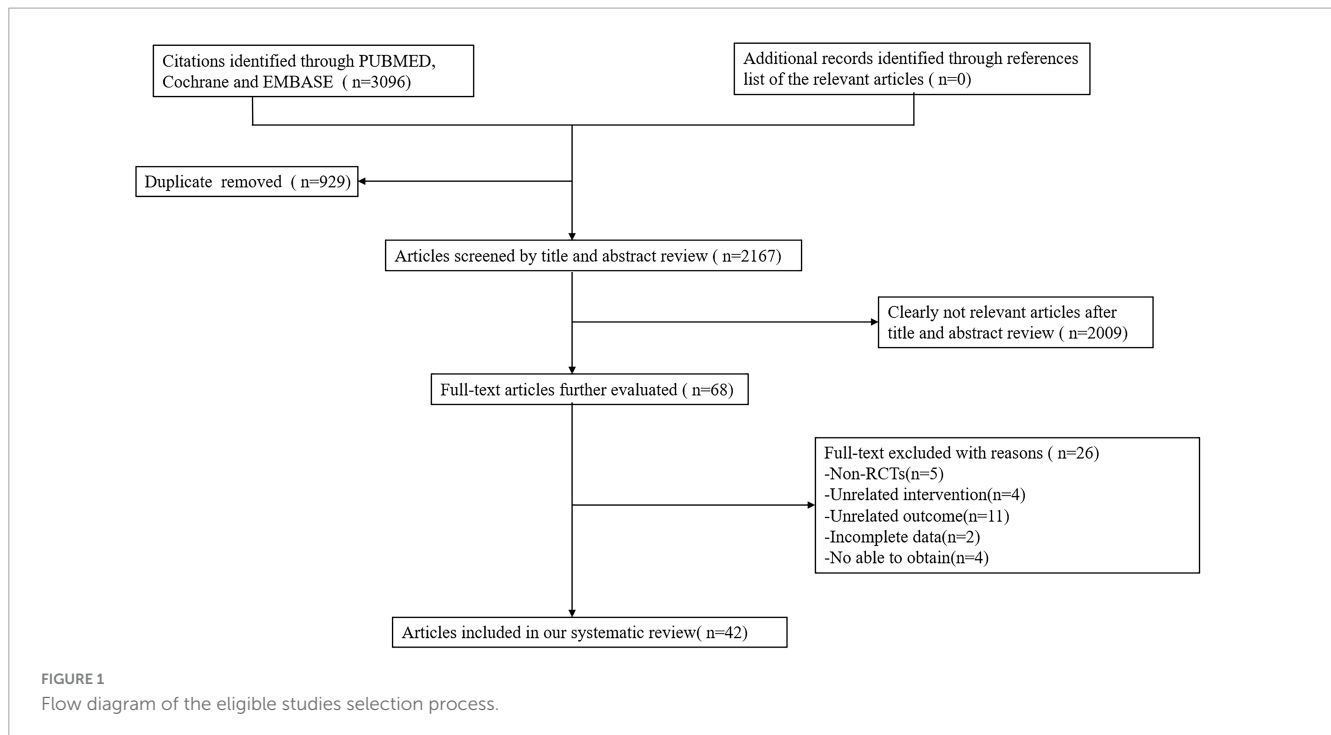 Citations identified through PUBMED,
Cochrane and EMBASE ( n=3096)
Additional records identified through references
list of the relevant articles ( n=0)
Duplicate removed ( n=929)
Articles screened by title and abstract review ( n=2167)
Clearly not relevant articles after
title and abstract review ( n=2009)
Full-text articles further evaluated ( n=68)
Full-text excluded with reasons ( n=26)
-Non-RCTs(n=5)
-Unrelated intervention(n=4)
-Unrelated outcome(n=11)
-Incomplete data(n=2)
-No able to obtain(n=4)
Articles included in our systematic review( n=42)
FIGURE 1
Flow diagram of the eligible studies selection process.